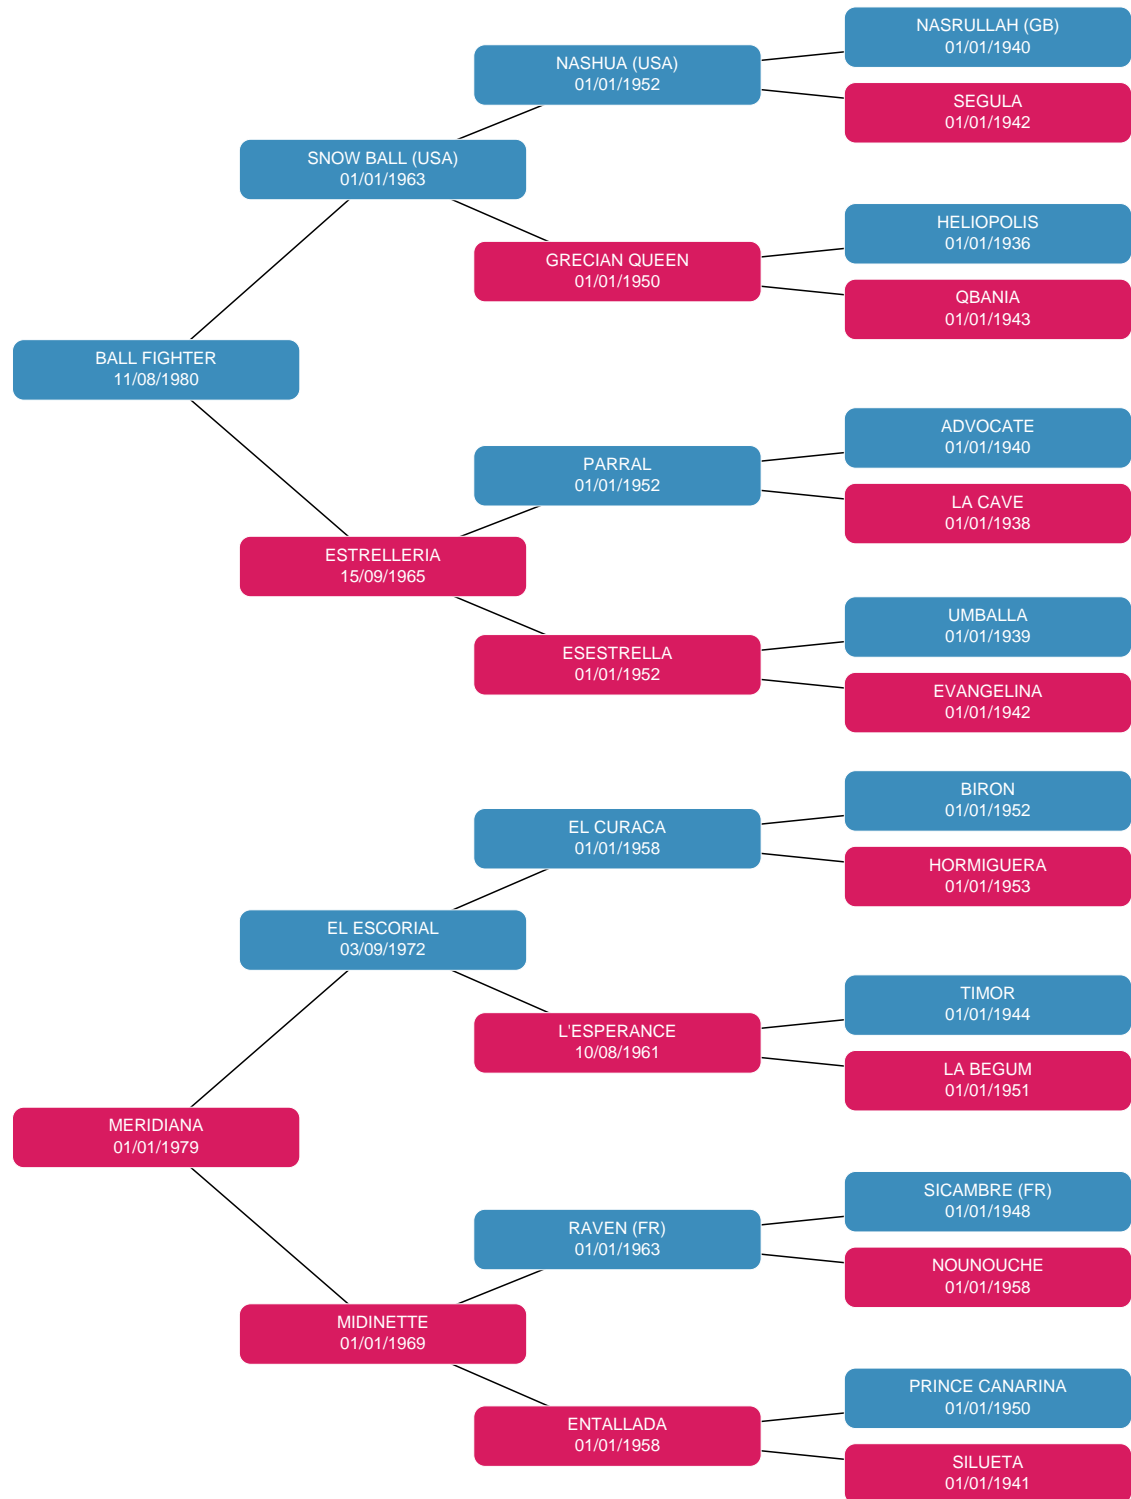 NASRULLAH (GB)
01/01/1940
NASHUA (USA)
01/01/1952
SEGULA
01/01/1942
SNOW BALL (USA)
01/01/1963
HELIOPOLIS
01/01/1936
GRECIAN QUEEN
01/01/1950
QBANIA
01/01/1943
BALL FIGHTER
11/08/1980
ADVOCATE
01/01/1940
PARRAL
01/01/1952
LA CAVE
01/01/1938
ESTRELLERIA
15/09/1965
UMBALLA
01/01/1939
ESESTRELLA
01/01/1952
EVANGELINA
01/01/1942
BIRON
01/01/1952
EL CURACA
01/01/1958
HORMIGUERA
01/01/1953
EL ESCORIAL
03/09/1972
TIMOR
01/01/1944
L'ESPERANCE
10/08/1961
LA BEGUM
01/01/1951
MERIDIANA
01/01/1979
SICAMBRE (FR)
01/01/1948
RAVEN (FR)
01/01/1963
NOUNOUCHE
01/01/1958
MIDINETTE
01/01/1969
PRINCE CANARINA
01/01/1950
ENTALLADA
01/01/1958
SILUETA
01/01/1941